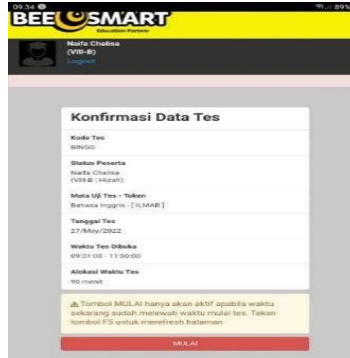 09.34
89%
BEESMART
Education Partner
Naifa Chalisa
(VIII-B)
Logout
Konfirmasi Data Tes
Kode Tes
BINGG
Status Peserta
Naifa Chalisa
(VIII-B | Hijrah)
Mata Uji Tes - Token
Bahasa Inggris - [ ILMAB ]
Tanggal Tes
27/May/2022
Waktu Tes Dibuka
09:31:00 - 11:30:00
Alokasi Waktu Tes
90 menit
Tombol MULAI hanya akan aktif apabila waktu
sekarang sudah melewati waktu mulai tes. Tekan
tombol F5 untuk merefresh halaman
MULAI